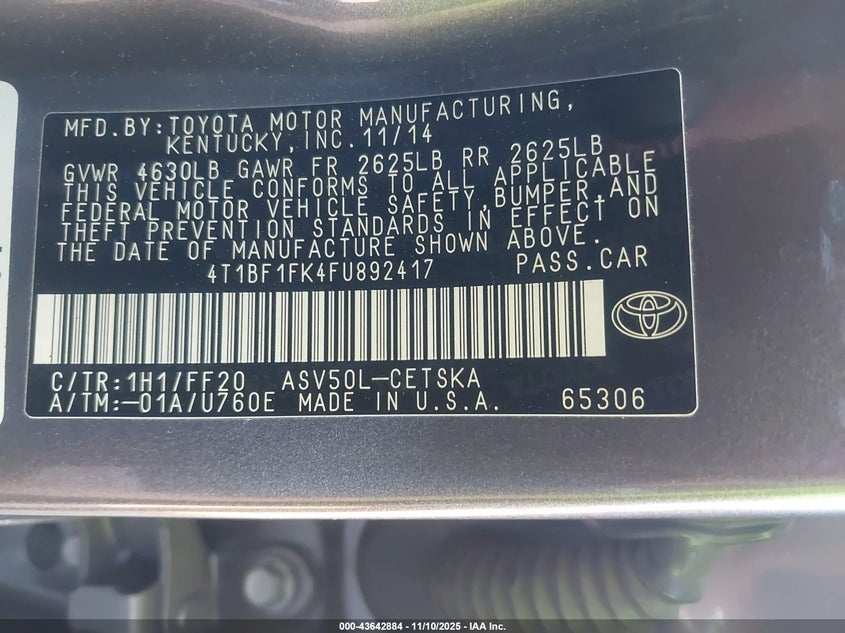 MFD.BY:TOYOTA MOTOR MANUFACTURING,
KENTUCKY,INC.11/14
GVWR 4630LB GAWR FR 2625LB RR 2625LB
THIS VEHICLE CONFORMS TO ALL APPLICABLE
FEDERAL MOTOR VEHICLE SAFETY,BUMPER,AND
THEFT PREVENTION STANDARDS IN EFFECT ON
THE DATE OF MANUFACTURE SHOWN ABOVE.
4T1BF1FK4FU892417 PASS.CAR
C/TR:1H1/FF20 ASV50L-CETSKA
A/TM:-01A/U760E MADE IN U.S.A. 65306
000-43642884 - 11/10/2025 - IAA Inc.